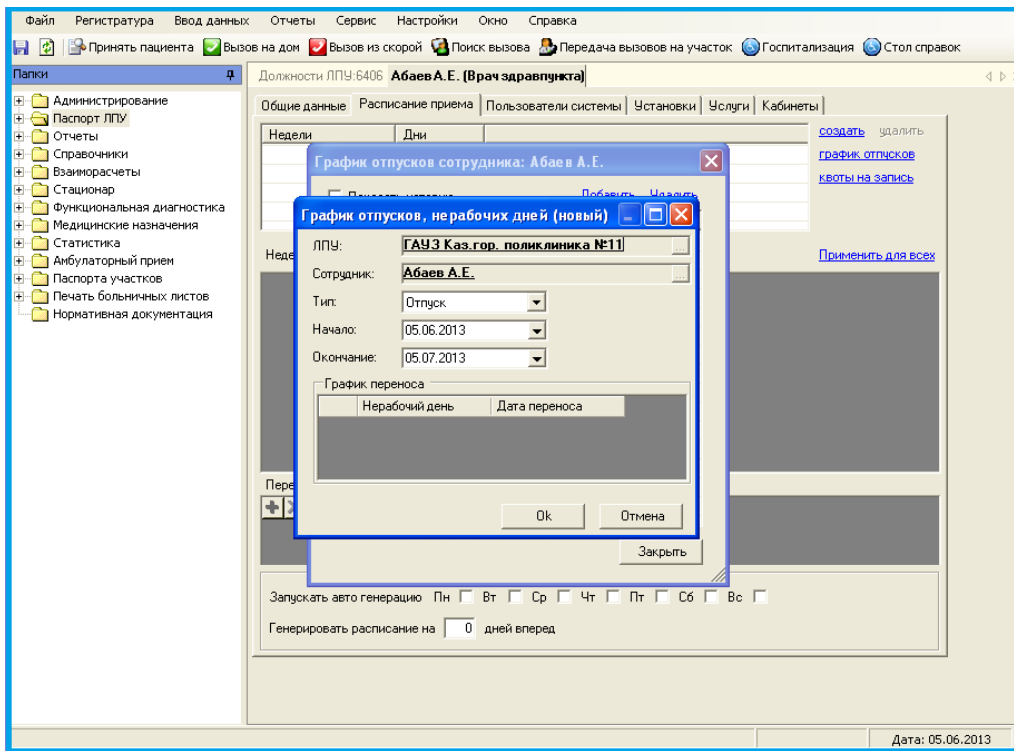 Файл Регистратура Ввод данных Отчеты Сервис Настройки Окно Справка
Принять пациента Вызов на дом Вызов из скорой Поиск вызова Передача вызовов на участок Госпитализация Стол справок
Папки
Должности ЛПУ:6406 Абаев А.Е. (Врач здравпункта)
Администрирование
Паспорт ЛПУ
Отчеты
Справочники
Взаиморасчеты
Стационар
Функциональная диагностика
Медицинские назначения
Статистика
Амбулаторный прием
Паспорта участков
Печать больничных листов
Нормативная документация
Общие данные Расписание приема Пользователи системы Установки Услуги Кабинеты
Недели Дни
создать удалить
график отпусков
квоты на запись
Применить для всех
График отпусков сотрудника: Абаев А.Е.
Добавить Удалить
График отпусков, нерабочих дней (новый)
ЛПУ: ГАУЗ Каз.гор. поликлиника №11 ...
Сотрудник: Абаев А.Е. ...
Тип: Отпуск
Начало: 05.06.2013
Окончание: 05.07.2013
График переноса
Нерабочий день Дата переноса
Ok Отмена
Закрыть
Запускать авто генерацию Пн Вт Ср Чт Пт Сб Вс
Генерировать расписание на 0 дней вперед
Дата: 05.06.2013